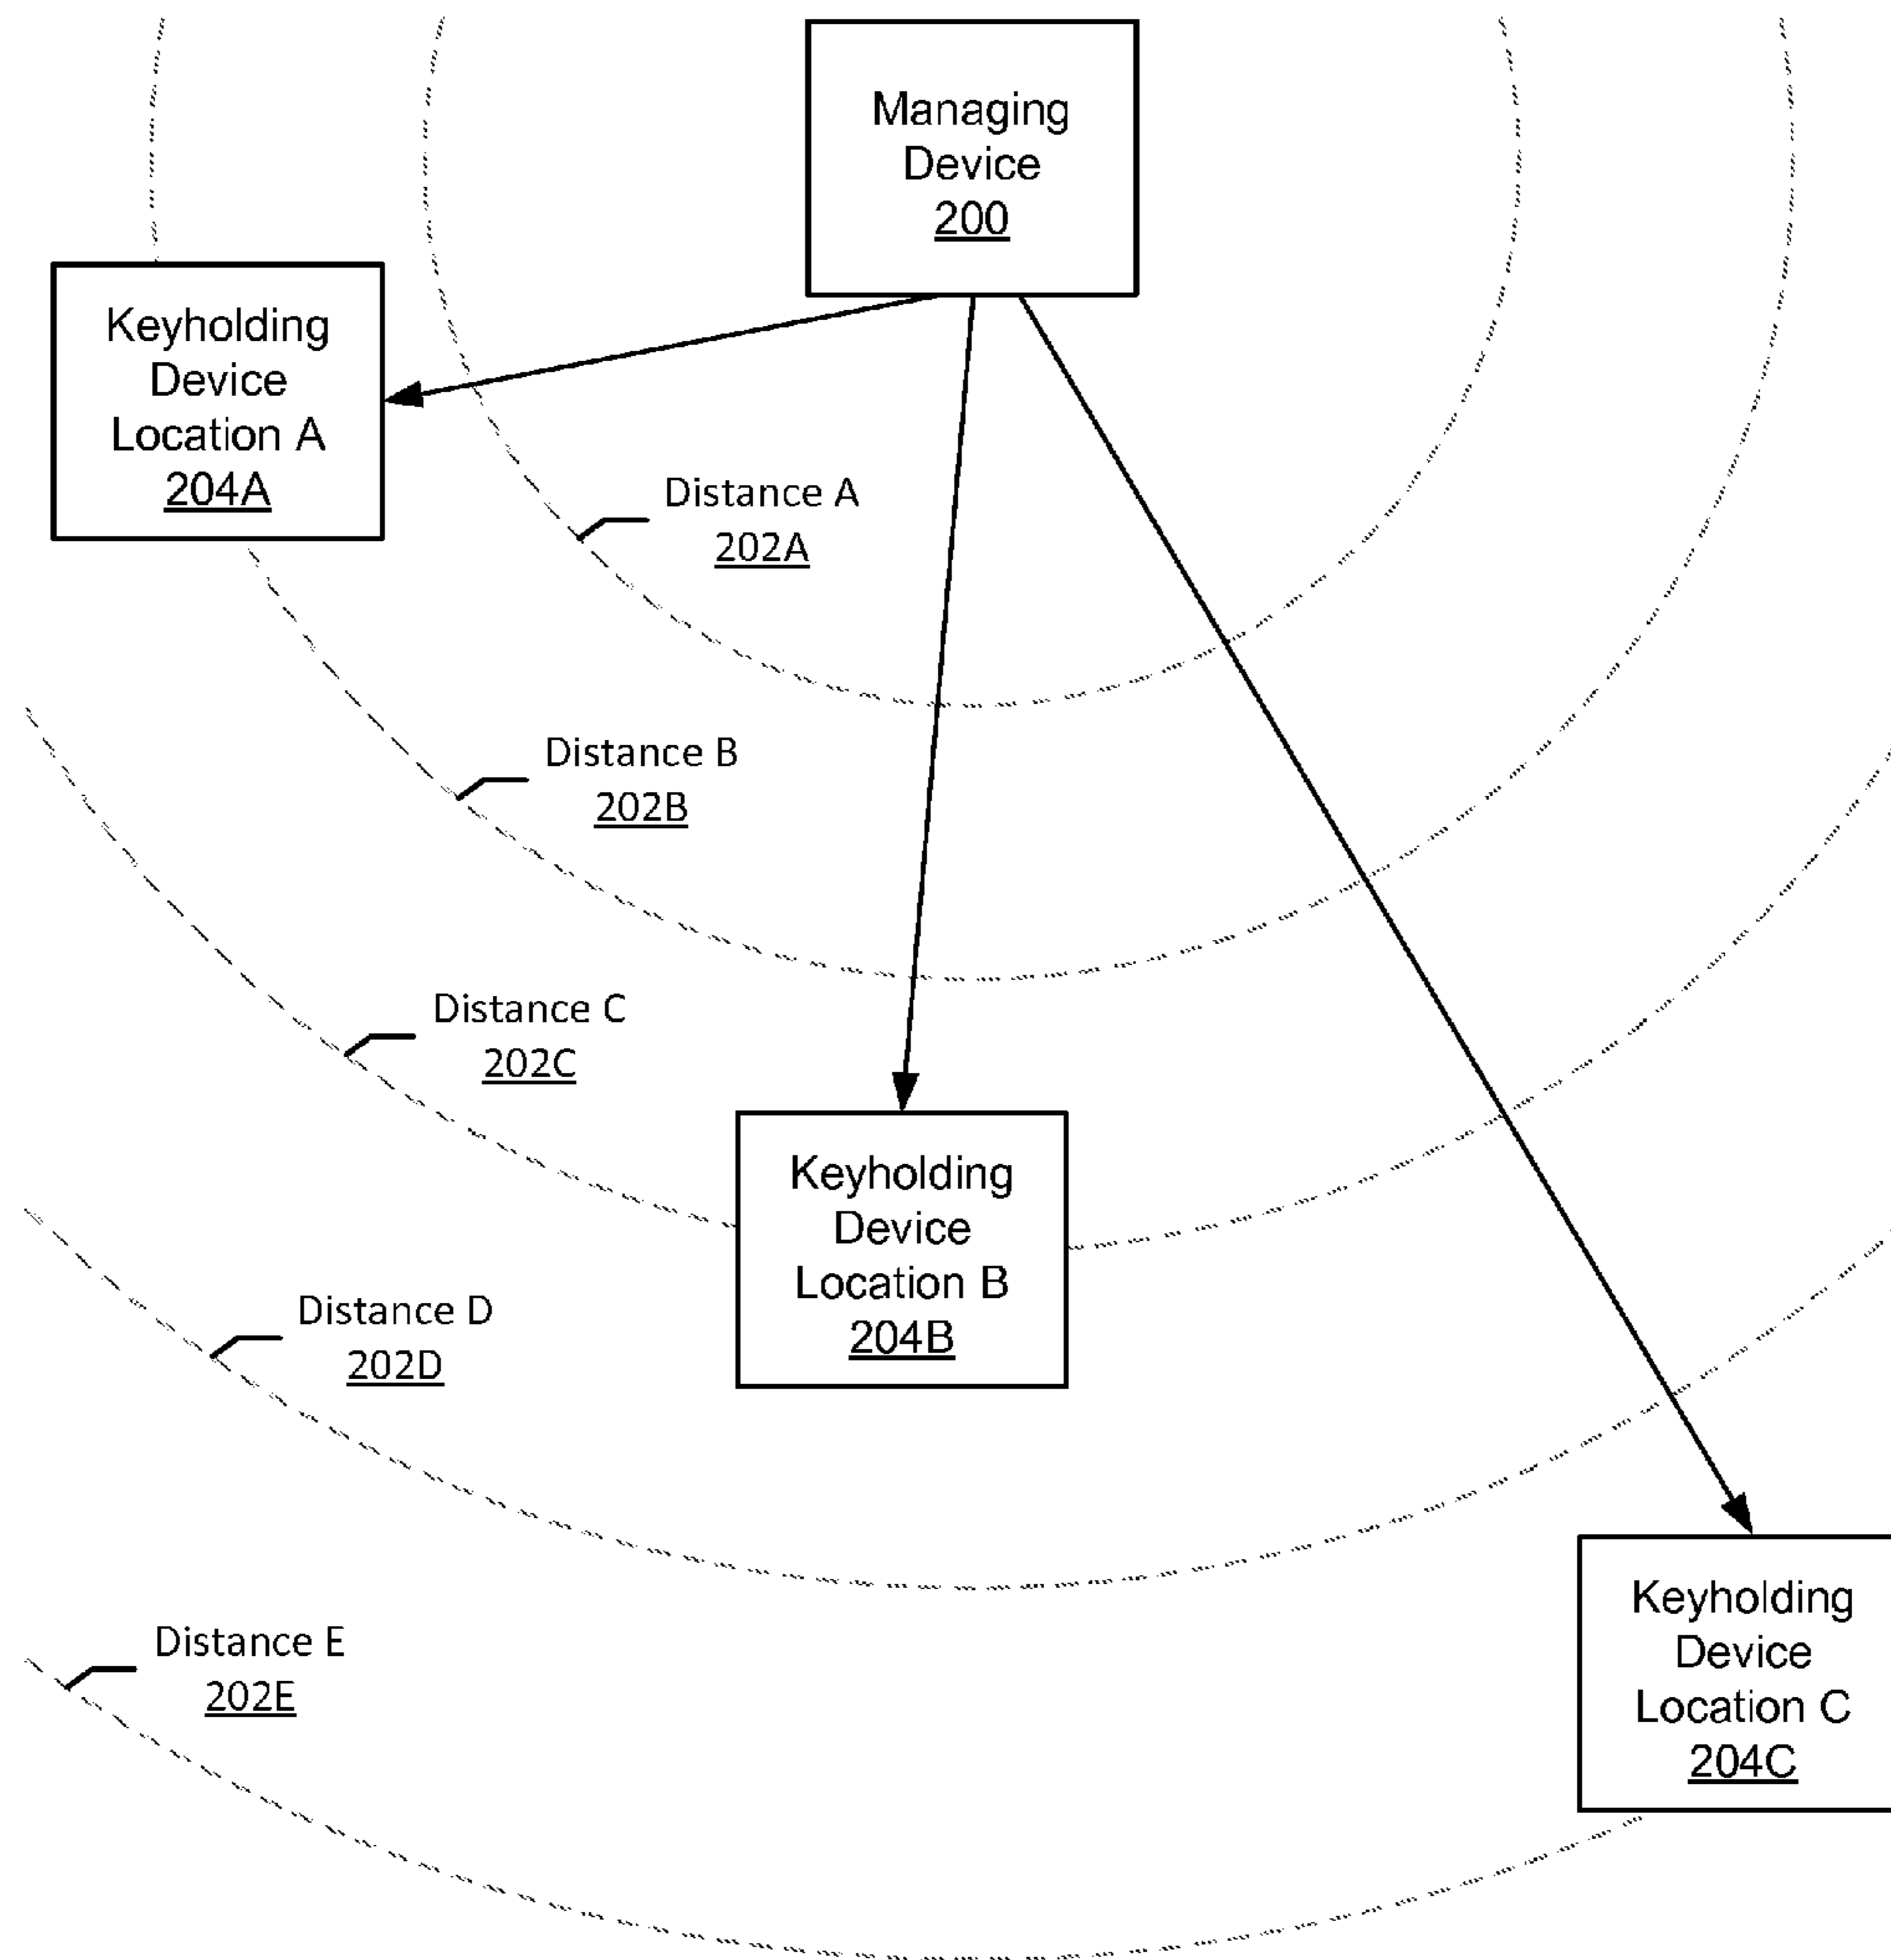 Managing
Device
200
Keyholding
Device
Location A
204A
Distance A
202A
Distance B
202B
Distance C
202C
Keyholding
Device
Location B
204B
Distance D
202D
Keyholding
Device
Location C
204C
Distance E
202E